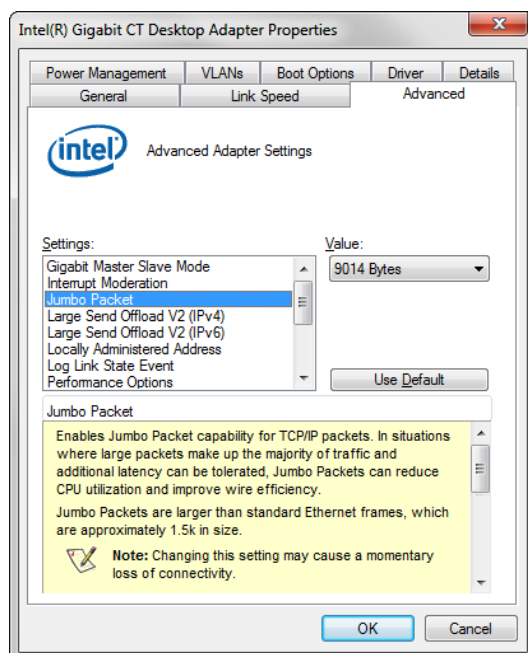 Intel(R) Gigabit CT Desktop Adapter Properties
Power Management VLANs Boot Options Driver Details
General Link Speed Advanced
intel
Advanced Adapter Settings
Settings:
Value:
Gigabit Master Slave Mode
9014 Bytes
Interrupt Moderation
Jumbo Packet
Large Send Offload V2 (IPv4)
Large Send Offload V2 (IPv6)
Locally Administered Address
Log Link State Event
Performance Options
Use Default
Jumbo Packet
Enables Jumbo Packet capability for TCP/IP packets. In situations
where large packets make up the majority of traffic and
additional latency can be tolerated, Jumbo Packets can reduce
CPU utilization and improve wire efficiency.
Jumbo Packets are larger than standard Ethernet frames, which
are approximately 1.5k in size.
Note: Changing this setting may cause a momentary
loss of connectivity.
OK Cancel